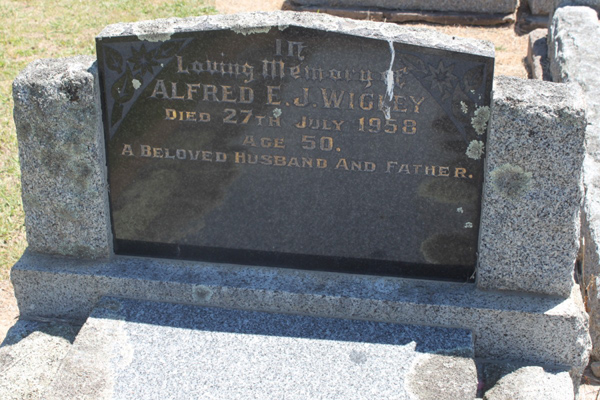 In
Loving Memory of
ALFRED E. J. WIGLEY
DIED 27TH JULY 1958
AGE 50.
A BELOVED HUSBAND AND FATHER.